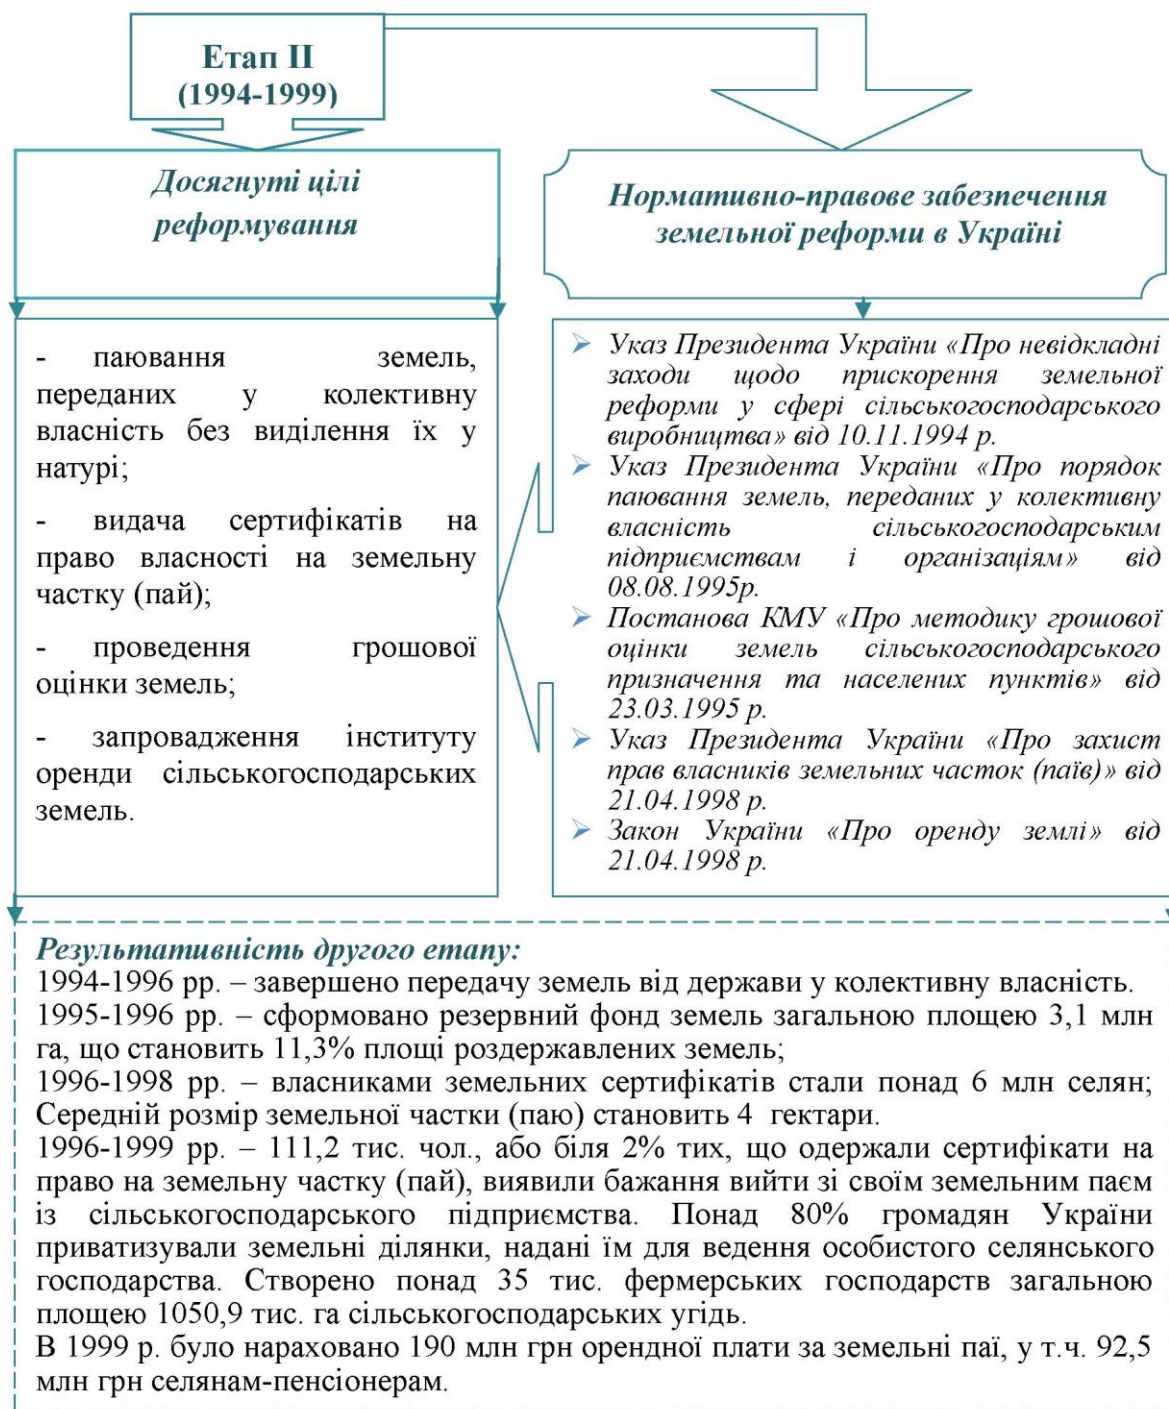 Етап II
(1994-1999)
Досягнуті цілі
реформування
Нормативно-правове забезпечення
земельної реформи в Україні
- паювання земель,
переданих у колективну
власність без виділення їх у
натурі;
- видача сертифікатів на
право власності на земельну
частку (пай);
- проведення грошової
оцінки земель;
- запровадження інституту
оренди сільськогосподарських
земель.
➢ Указ Президента України «Про невідкладні
заходи щодо прискорення земельної
реформи у сфері сільськогосподарського
виробництва» від 10.11.1994 р.
➢ Указ Президента України «Про порядок
паювання земель, переданих у колективну
власність сільськогосподарським
підприємствам і організаціям» від
08.08.1995р.
➢ Постанова КМУ «Про методику грошової
оцінки земель сільськогосподарського
призначення та населених пунктів» від
23.03.1995 р.
➢ Указ Президента України «Про захист
прав власників земельних часток (паїв)» від
21.04.1998 р.
➢ Закон України «Про оренду землі» від
21.04.1998 р.
Результативність другого етапу:
1994-1996 рр. – завершено передачу земель від держави у колективну власність.
1995-1996 рр. – сформовано резервний фонд земель загальною площею 3,1 млн
га, що становить 11,3% площі роздержавлених земель;
1996-1998 рр. – власниками земельних сертифікатів стали понад 6 млн селян;
Середній розмір земельної частки (паю) становить 4 гектари.
1996-1999 рр. – 111,2 тис. чол., або біля 2% тих, що одержали сертифікати на
право на земельну частку (пай), виявили бажання вийти зі своїм земельним паєм
із сільськогосподарського підприємства. Понад 80% громадян України
приватизували земельні ділянки, надані їм для ведення особистого селянського
господарства. Створено понад 35 тис. фермерських господарств загальною
площею 1050,9 тис. га сільськогосподарських угідь.
В 1999 р. було нараховано 190 млн грн орендної плати за земельні паї, у т.ч. 92,5
млн грн селянам-пенсіонерам.